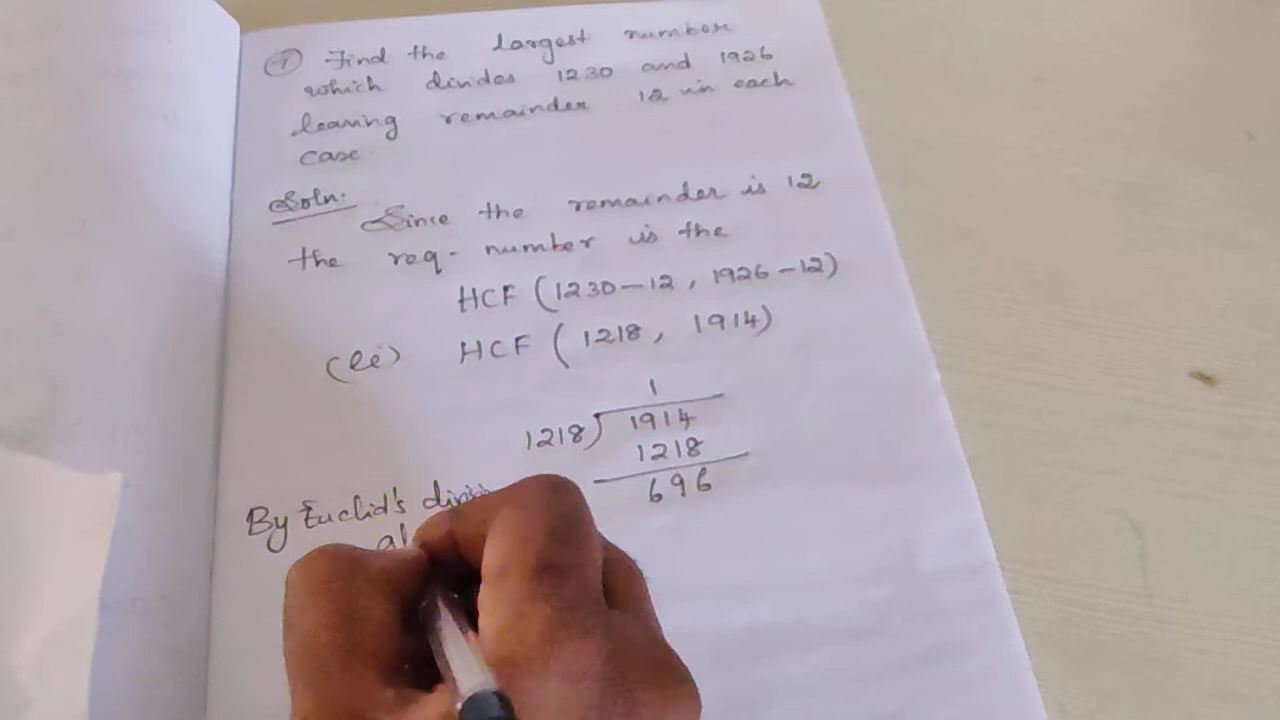 7 Find the largest number
which divides 1230 and 1926
leaving remainder 12 in each
case
Soln:
Since the remainder is 12
the req. number is the
HCF (1230-12, 1926-12)
(ie) HCF (1218, 1914)
1
1218) 1914
1218
696
By Euclid's